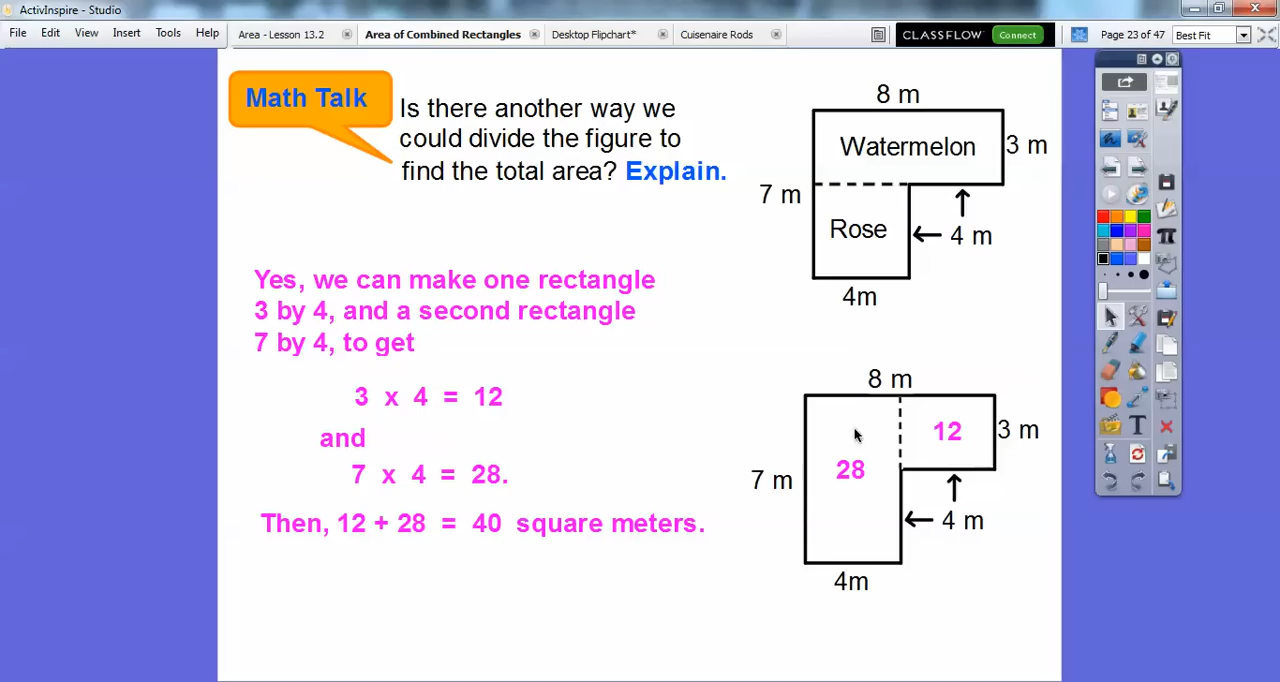 ActivInspire - Studio
File Edit View Insert Tools Help
Area - Lesson 13.2
Area of Combined Rectangles
Desktop Flipchart*
Cuisenaire Rods
CLASSFLOW Connect
Page 23 of 47
Best Fit
Math Talk
Is there another way we
could divide the figure to
find the total area? Explain.
8 m
Watermelon
3 m
7 m
Rose
4 m
4m
Yes, we can make one rectangle
3 by 4, and a second rectangle
7 by 4, to get
3 x 4 = 12
and
7 x 4 = 28.
Then, 12 + 28 = 40 square meters.
8 m
12
3 m
28
7 m
4 m
4m